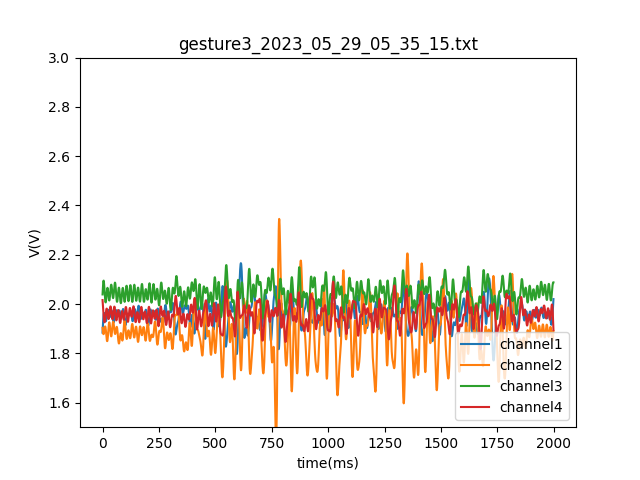 gesture3_2023_05_29_05_35_15.txt
3.0
2.8
2.6
2.4
2.2
2.0
1.8
1.6
V(V)
channel1
channel2
channel3
channel4
0 250 500 750 1000 1250 1500 1750 2000
time(ms)